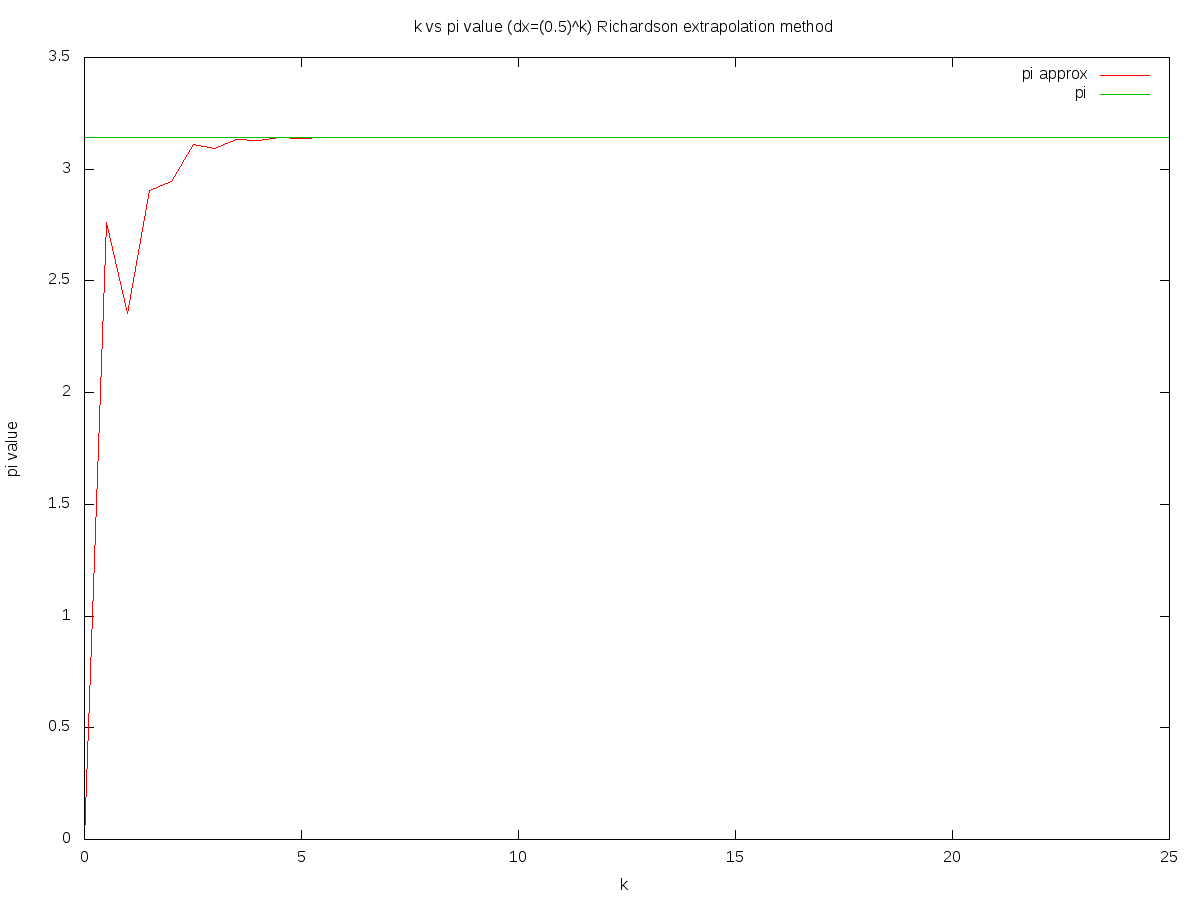 k vs pi value (dx=(0.5)^k) Richardson extrapolation method
3.5
pi approx
pi
3
2.5
2
pi value
1.5
1
0.5
0
0 5 10 15 20 25
k